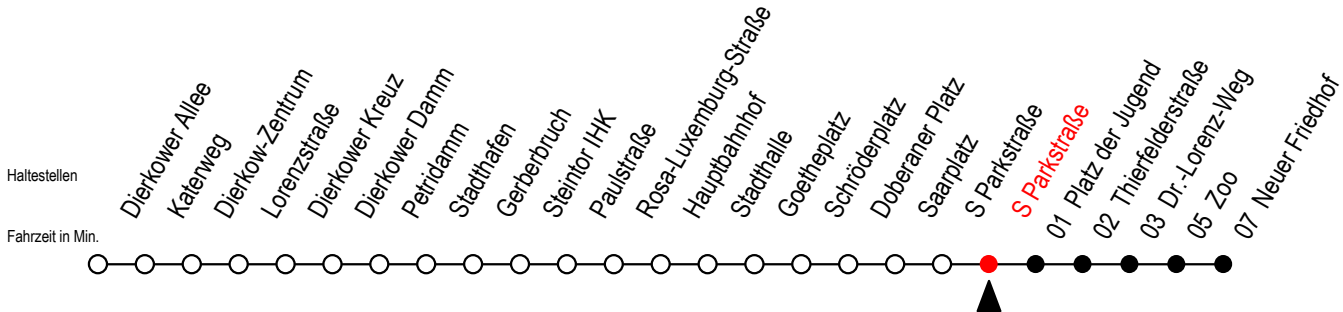 Haltestellen
Fahrzeit in Min.
Dierkower Allee
Katerweg
Dierkow-Zentrum
Lorenzstraße
Dierkower Kreuz
Dierkower Damm
Petridamm
Stadthafen
Gerberbruch
Steintor IHK
Paulstraße
Rosa-Luxemburg-Straße
Hauptbahnhof
Stadthalle
Goetheplatz
Schröderplatz
Doberaner Platz
Saarplatz
S Parkstraße
S Parkstraße
01 Platz der Jugend
02 Thierfelderstraße
03 Dr.-Lorenz-Weg
05 Zoo
07 Neuer Friedhof